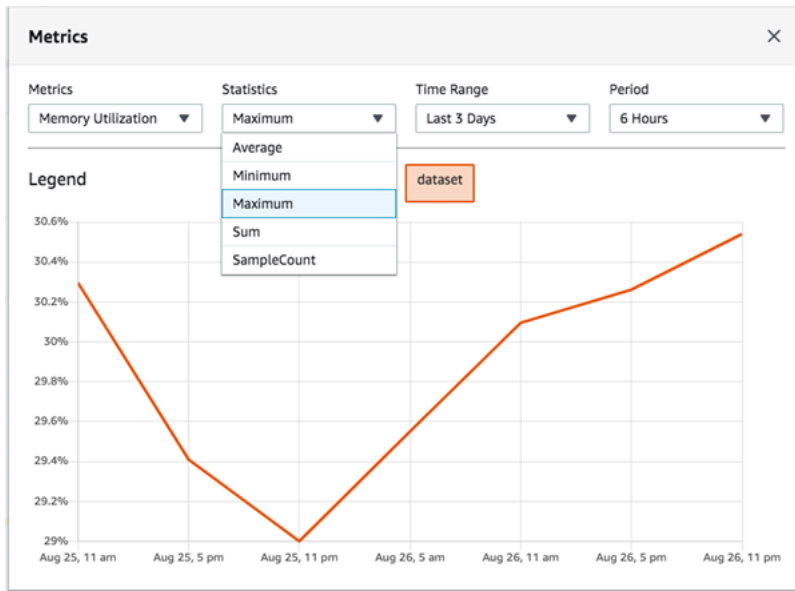 Metrics
Metrics Statistics Time Range Period
Memory Utilization Maximum Last 3 Days 6 Hours
Average
Minimum
Maximum
Sum
SampleCount
Legend
dataset
30.6%
30.4%
30.2%
30%
29.8%
29.6%
29.4%
29.2%
29%
Aug 25, 11 am Aug 25, 5 pm Aug 25, 11 pm Aug 26, 5 am Aug 26, 11 am Aug 26, 5 pm Aug 26, 11 pm